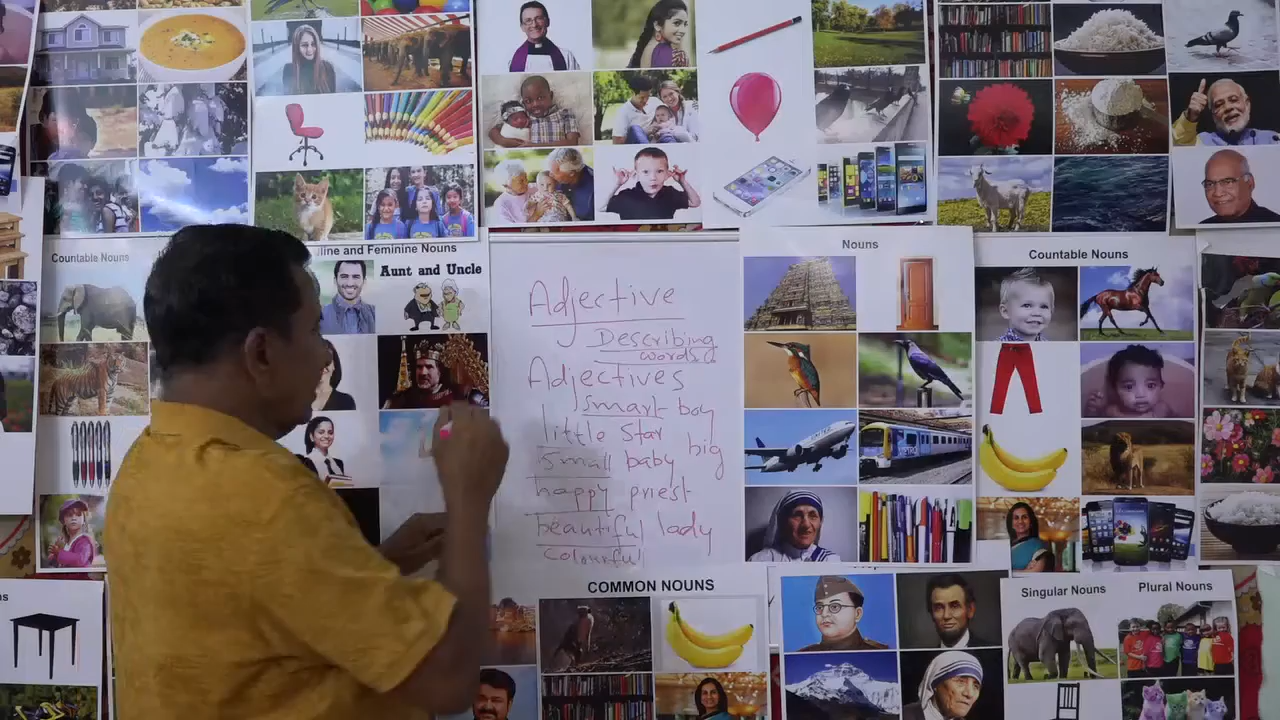 line and Feminine Nouns
Aunt and Uncle
Countable Nouns
Nouns
Countable Nouns
Adjective
Describing
words
Adjectives
smart boy
little star
small baby big
happy priest
beautiful lady
Colourful
COMMON NOUNS
Singular Nouns Plural Nouns